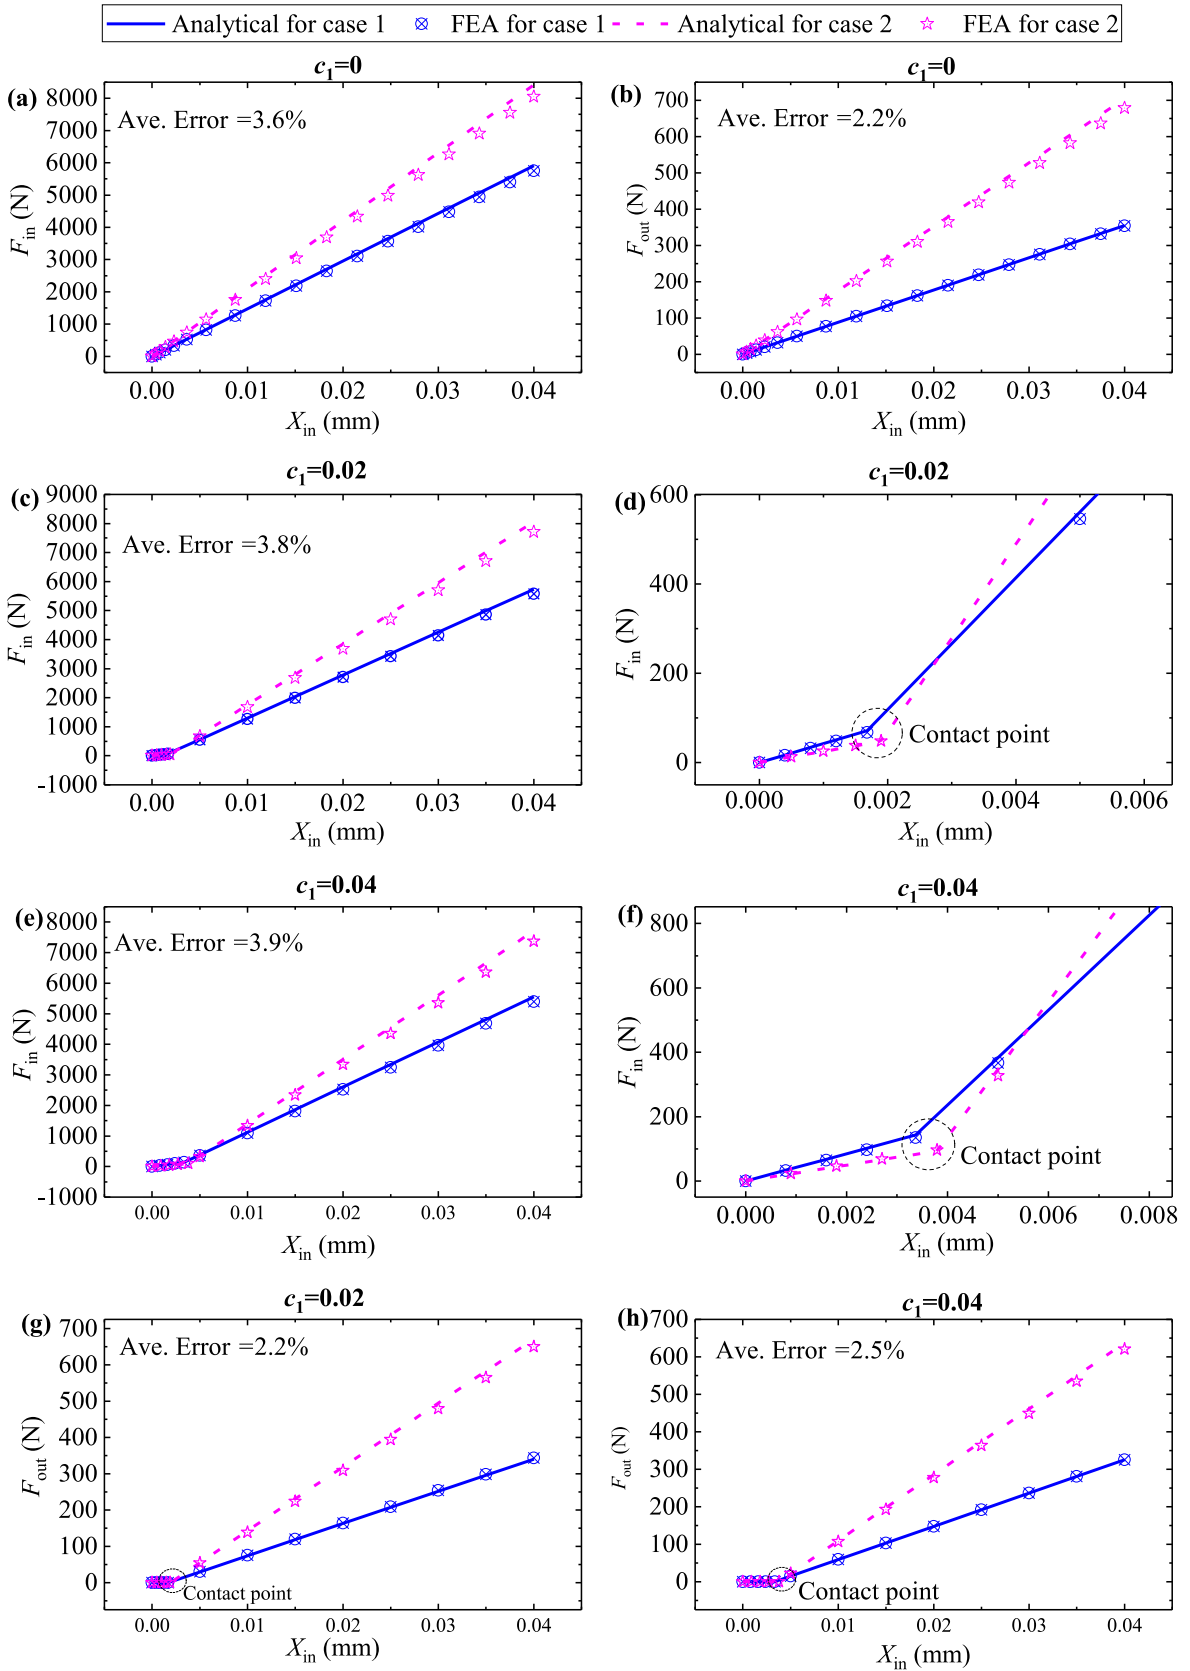 Analytical for case 1 FEA for case 1 Analytical for case 2 FEA for case 2
c1=0
(a)
Ave. Error =3.6%
8000
7000
6000
5000
4000
3000
2000
1000
0
Fin (N)
0.00 0.01 0.02 0.03 0.04
Xin (mm)
c1=0
(b)
Ave. Error =2.2%
700
600
500
400
300
200
100
0
Fout (N)
0.00 0.01 0.02 0.03 0.04
Xin (mm)
c1=0.02
(c)
Ave. Error =3.8%
9000
8000
7000
6000
5000
4000
3000
2000
1000
0
-1000
Fin (N)
0.00 0.01 0.02 0.03 0.04
Xin (mm)
c1=0.02
(d)
600
400
200
0
Fin (N)
Contact point
0.000 0.002 0.004 0.006
Xin (mm)
c1=0.04
(e)
Ave. Error =3.9%
8000
7000
6000
5000
4000
3000
2000
1000
0
-1000
Fin (N)
0.00 0.01 0.02 0.03 0.04
Xin (mm)
c1=0.04
(f)
800
600
400
200
0
Fin (N)
Contact point
0.000 0.002 0.004 0.006 0.008
Xin (mm)
c1=0.02
(g)
Ave. Error =2.2%
700
600
500
400
300
200
100
0
Fout (N)
Contact point
0.00 0.01 0.02 0.03 0.04
Xin (mm)
c1=0.04
(h)
Ave. Error =2.5%
700
600
500
400
300
200
100
0
Fout (N)
Contact point
0.00 0.01 0.02 0.03 0.04
Xin (mm)